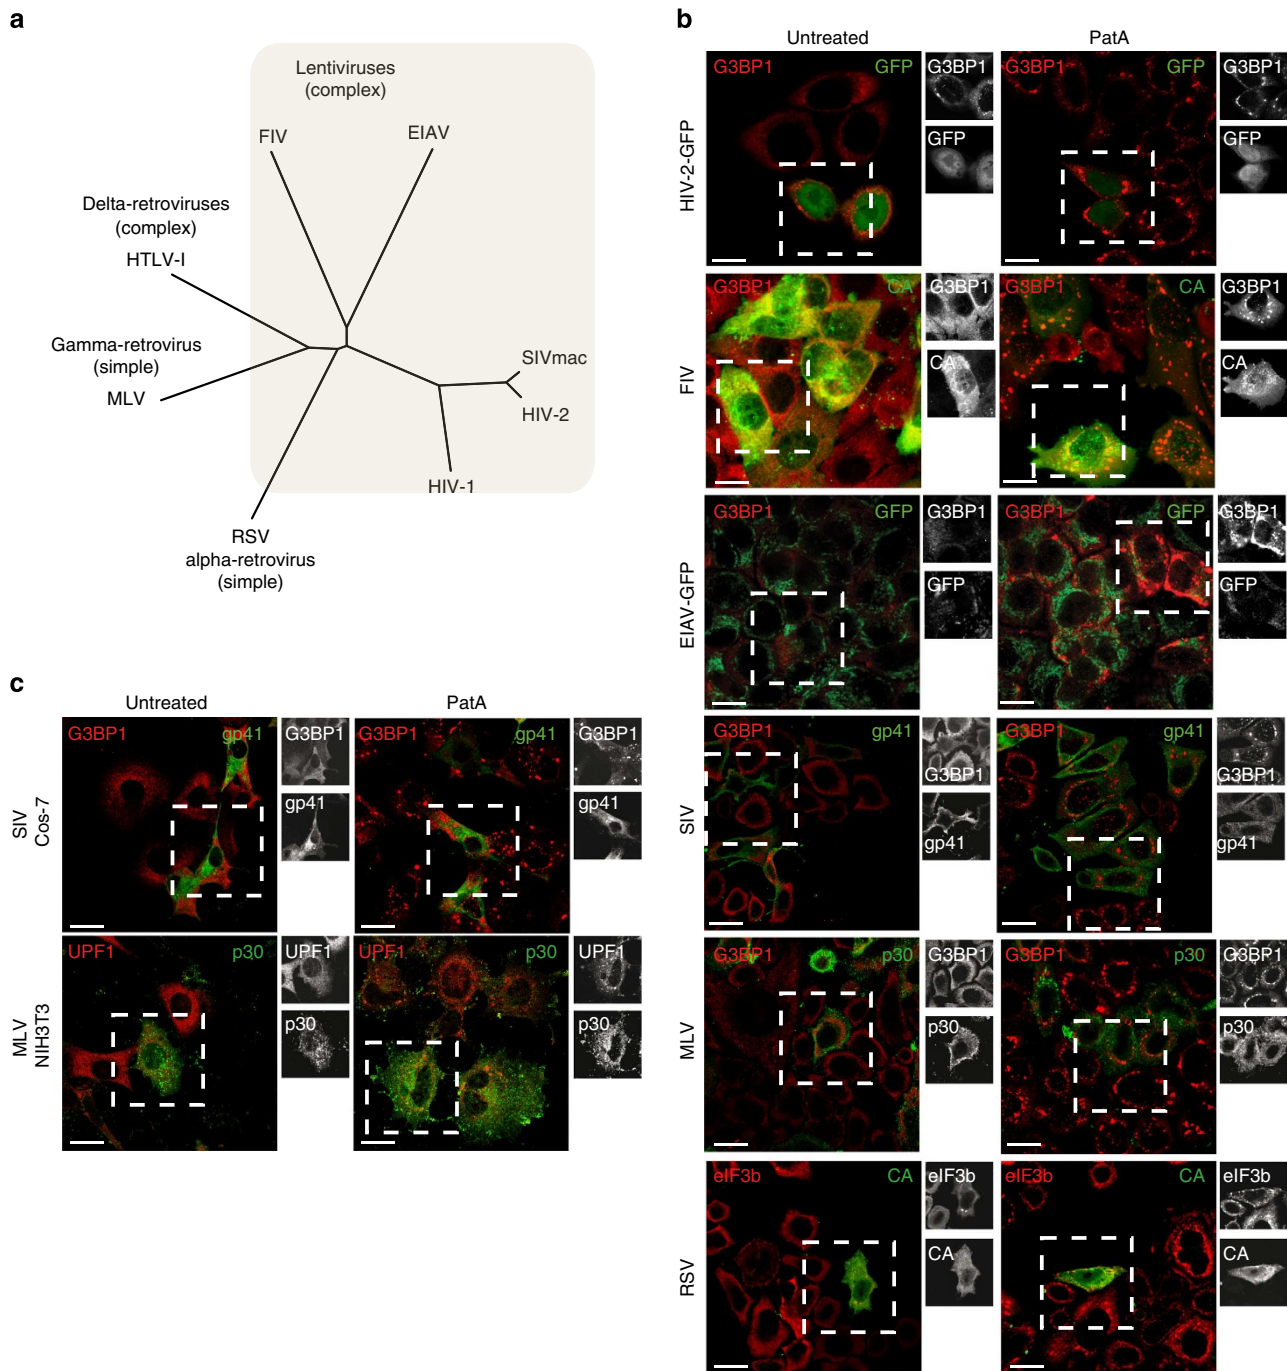 a
Lentiviruses
(complex)
FIV
EIAV
Delta-retroviruses
(complex)
HTLV-I
Gamma-retrovirus
(simple)
MLV
SIVmac
HIV-2
HIV-1
RSV
alpha-retrovirus
(simple)
b
Untreated
PatA
HIV-2-GFP
G3BP1 GFP
G3BP1
GFP
G3BP1 GFP
G3BP1
GFP
FIV
G3BP1 CA
G3BP1
CA
G3BP1 CA
G3BP1
CA
EIAV-GFP
G3BP1 GFP
G3BP1
GFP
G3BP1 GFP
G3BP1
GFP
SIV
G3BP1 gp41
G3BP1
gp41
G3BP1 gp41
G3BP1
gp41
MLV
G3BP1 p30
G3BP1
p30
G3BP1 p30
G3BP1
p30
RSV
eIF3b CA
eIF3b
CA
eIF3b CA
eIF3b
CA
c
Untreated
PatA
SIV
Cos-7
G3BP1 gp41
G3BP1
gp41
G3BP1 gp41
G3BP1
gp41
MLV
NIH3T3
UPF1 p30
UPF1
p30
UPF1 p30
UPF1
p30